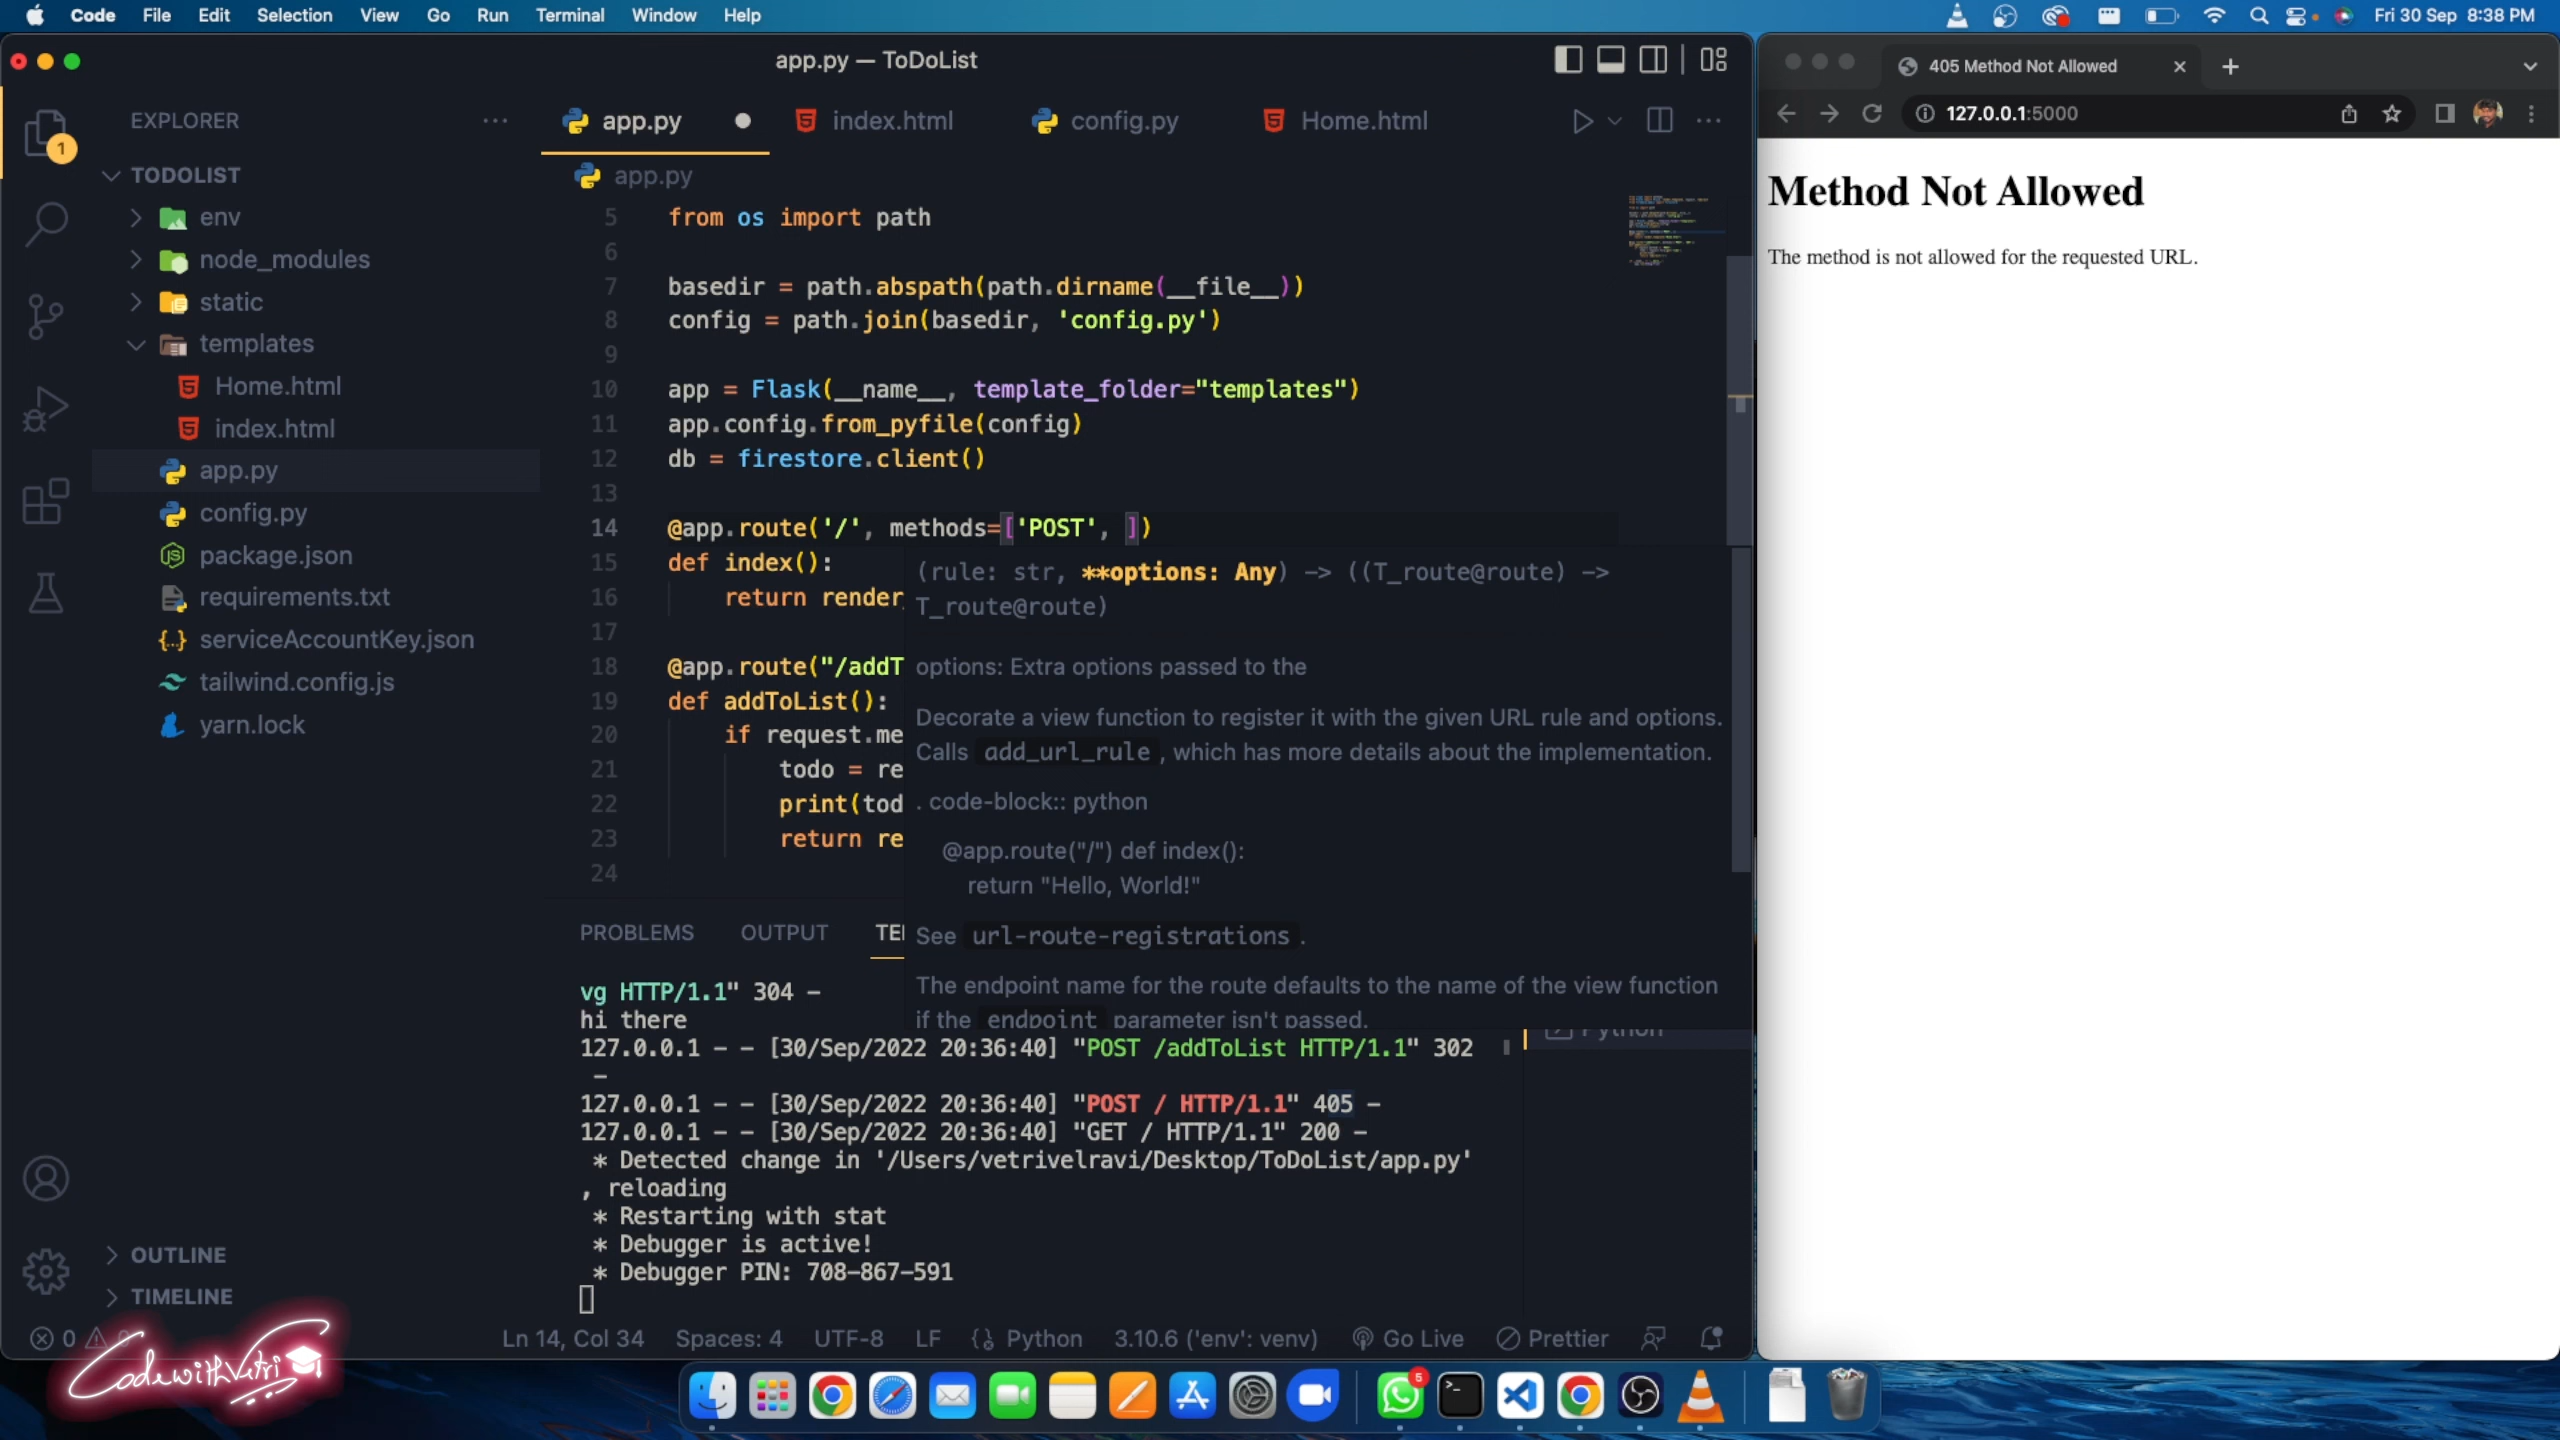 Code File Edit Selection View Go Run Terminal Window Help
Fri 30 Sep 8:38 PM
app.py — ToDoList
EXPLORER
1
TODOLIST
env
node_modules
static
templates
Home.html
index.html
app.py
config.py
package.json
requirements.txt
serviceAccountKey.json
tailwind.config.js
yarn.lock
OUTLINE
TIMELINE
app.py index.html config.py Home.html
app.py
5 from os import path
6
7 basedir = path.abspath(path.dirname(__file__))
8 config = path.join(basedir, 'config.py')
9
10 app = Flask(__name__, template_folder="templates")
11 app.config.from_pyfile(config)
12 db = firestore.client()
13
14 @app.route('/', methods=['POST', ])
15 def index():
16 return render_
17
18 @app.route("/addT
19 def addToList():
20 if request.me
21 todo = re
22 print(tod
23 return re
24
(rule: str, **options: Any) -> ((T_route@route) ->
T_route@route)
options: Extra options passed to the
Decorate a view function to register it with the given URL rule and options.
Calls add_url_rule , which has more details about the implementation.
. code-block:: python
@app.route("/") def index():
return "Hello, World!"
See url-route-registrations .
The endpoint name for the route defaults to the name of the view function
if the endpoint parameter isn't passed.
PROBLEMS OUTPUT TE
vg HTTP/1.1" 304 -
hi there
127.0.0.1 - - [30/Sep/2022 20:36:40] "POST /addToList HTTP/1.1" 302
-
127.0.0.1 - - [30/Sep/2022 20:36:40] "POST / HTTP/1.1" 405 -
127.0.0.1 - - [30/Sep/2022 20:36:40] "GET / HTTP/1.1" 200 -
* Detected change in '/Users/vetrivelravi/Desktop/ToDoList/app.py'
, reloading
* Restarting with stat
* Debugger is active!
* Debugger PIN: 708-867-591
Python
0
Ln 14, Col 34 Spaces: 4 UTF-8 LF Python 3.10.6 ('env': venv) Go Live Prettier
CodewithVetri
405 Method Not Allowed
127.0.0.1:5000
Method Not Allowed
The method is not allowed for the requested URL.
5